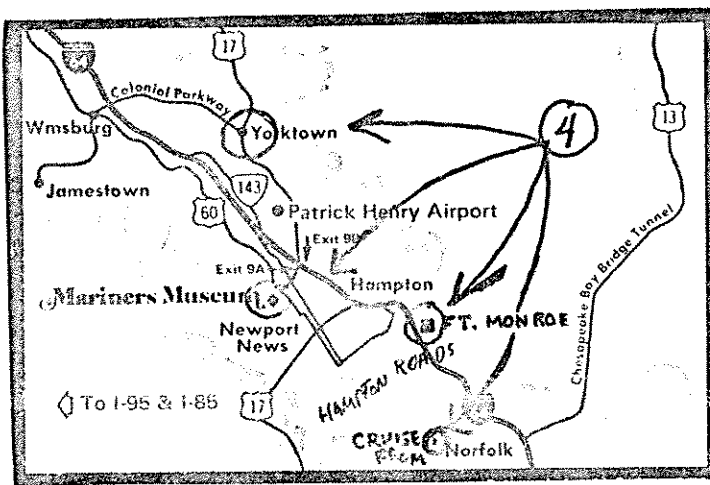 17
Colonial Parkway
Wmsburg
Yorktown
4
13
Jamestown
143
60
Patrick Henry Airport
Exit 9B
Exit 9A
Hampton
Mariners Museum
Newport
News
FT. MONROE
HAMPTON ROADS
Chesapeake Bay Bridge Tunnel
To I-95 & I-85
17
CRUISE
FROM
Norfolk